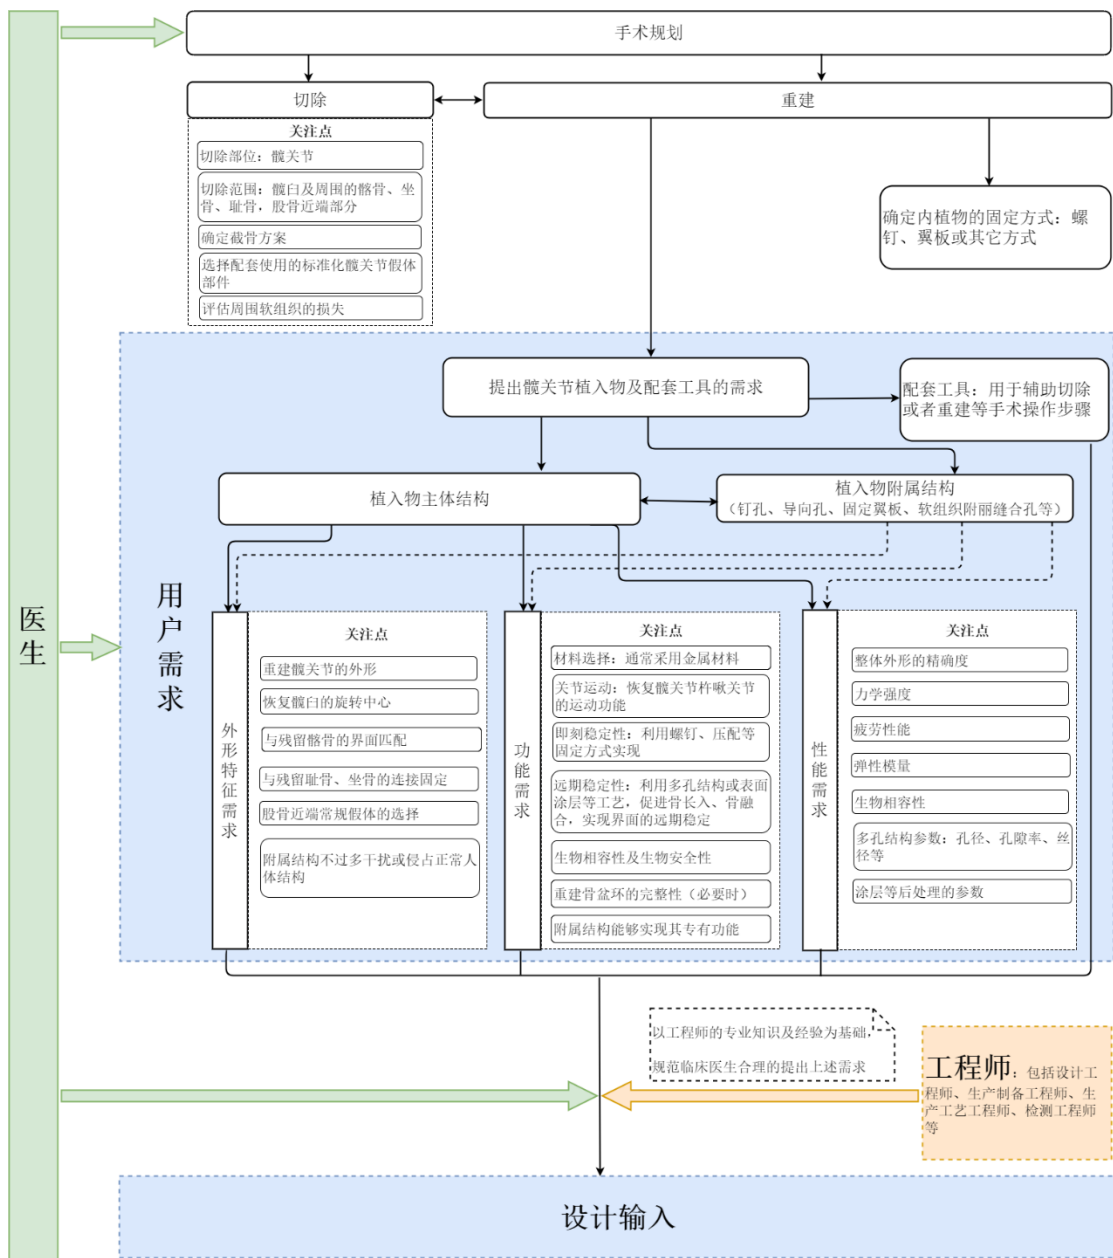 手术规划
切除
重建
关注点
切除部位：髋关节
切除范围：髋臼及周围的髂骨、坐
骨、耻骨，股骨近端部分
确定截骨方案
选择配套使用的标准化髋关节假体
部件
评估周围软组织的损失
确定内植物的固定方式：螺
钉、翼板或其它方式
提出髋关节植入物及配套工具的需求
配套工具：用于辅助切除
或者重建等手术操作步骤
植入物主体结构
植入物附属结构
（钉孔、导向孔、固定翼板、软组织附丽缝合孔等）
医生
用户需求
外形特征需求
关注点
重建髋关节的外形
恢复髋臼的旋转中心
与残留髂骨的界面匹配
与残留耻骨、坐骨的连接固定
股骨近端常规假体的选择
附属结构不过多干扰或侵占正常人
体结构
功能需求
关注点
材料选择：通常采用金属材料
关节运动：恢复髋关节杵瞅关节
的运动功能
即刻稳定性：利用螺钉、压配等
固定方式实现
远期稳定性：利用多孔结构或表面
涂层等工艺，促进骨长入、骨融
合，实现界面的远期稳定
生物相容性及生物安全性
重建骨盆环的完整性（必要时）
附属结构能够实现其专有功能
性能需求
关注点
整体外形的精确度
力学强度
疲劳性能
弹性模量
生物相容性
多孔结构参数：孔径、孔隙率、丝
径等
涂层等后处理的参数
以工程师的专业知识及经验为基础，
规范临床医生合理的提出上述需求
工程师：包括设计工
程师、生产制备工程师、生
产工艺工程师、检测工程师
等
设计输入